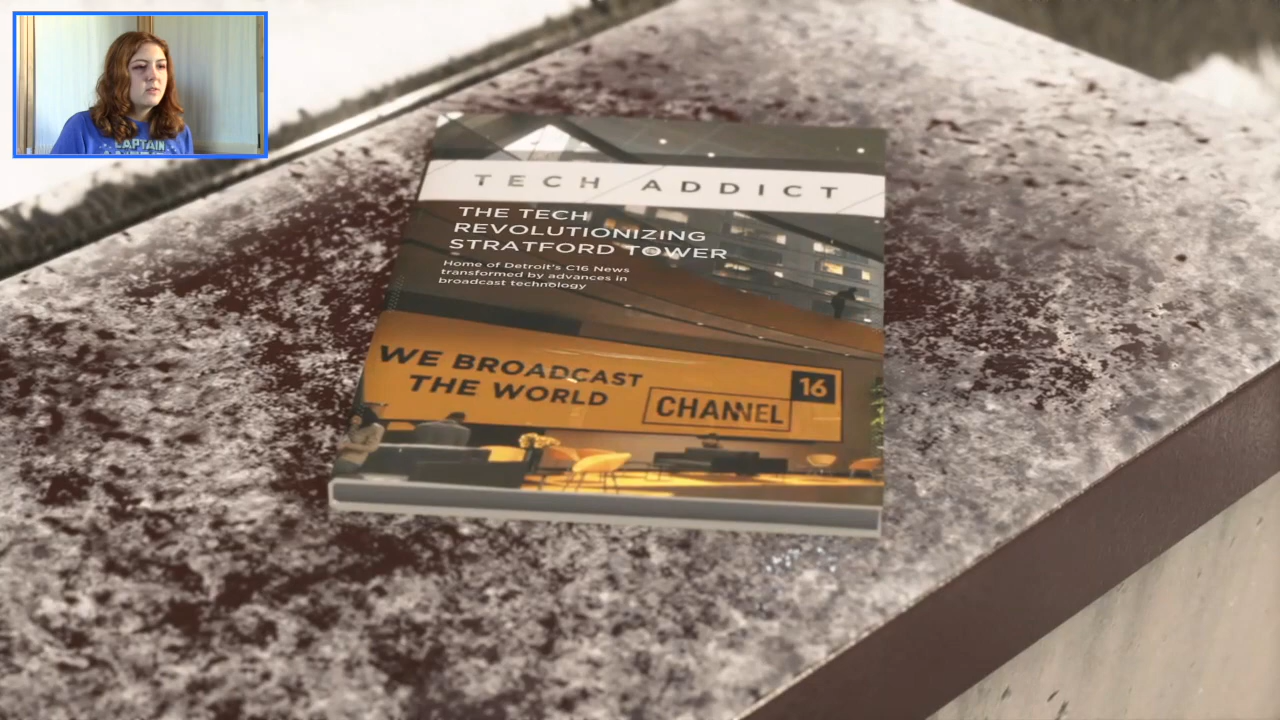 CAPTAIN
TECH ADDICT
THE TECH
REVOLUTIONIZING
STRATFORD TOWER
Home of Detroit's C16 News
transformed by advances in
broadcast technology
WE BROADCAST
THE WORLD
CHANNEL 16